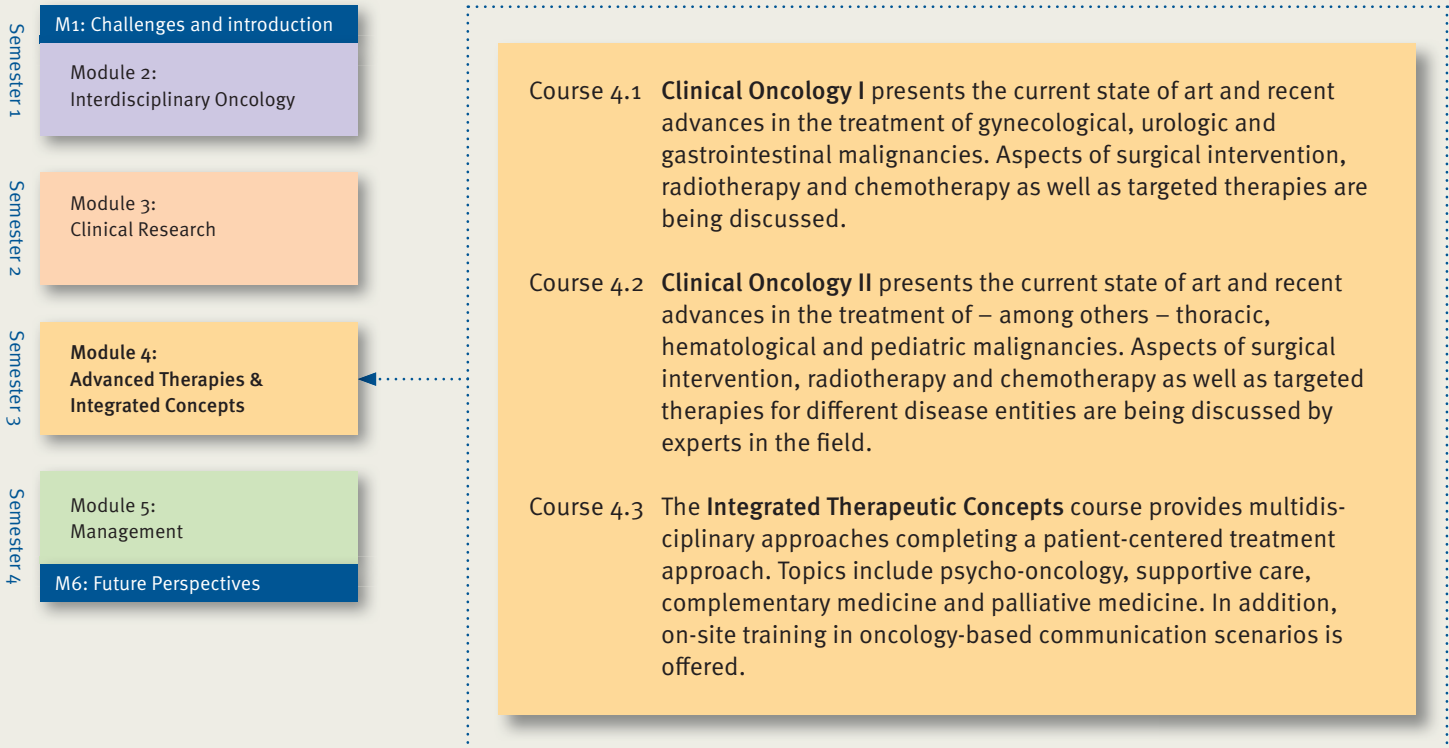 Semester 1
M1: Challenges and introduction
Module 2:
Interdisciplinary Oncology
Semester 2
Module 3:
Clinical Research
Semester 3
Module 4:
Advanced Therapies &
Integrated Concepts
Semester 4
Module 5:
Management
M6: Future Perspectives
Course 4.1 Clinical Oncology I presents the current state of art and recent
advances in the treatment of gynecological, urologic and
gastrointestinal malignancies. Aspects of surgical intervention,
radiotherapy and chemotherapy as well as targeted therapies are
being discussed.
Course 4.2 Clinical Oncology II presents the current state of art and recent
advances in the treatment of – among others – thoracic,
hematological and pediatric malignancies. Aspects of surgical
intervention, radiotherapy and chemotherapy as well as targeted
therapies for different disease entities are being discussed by
experts in the field.
Course 4.3 The Integrated Therapeutic Concepts course provides multidis-
ciplinary approaches completing a patient-centered treatment
approach. Topics include psycho-oncology, supportive care,
complementary medicine and palliative medicine. In addition,
on-site training in oncology-based communication scenarios is
offered.